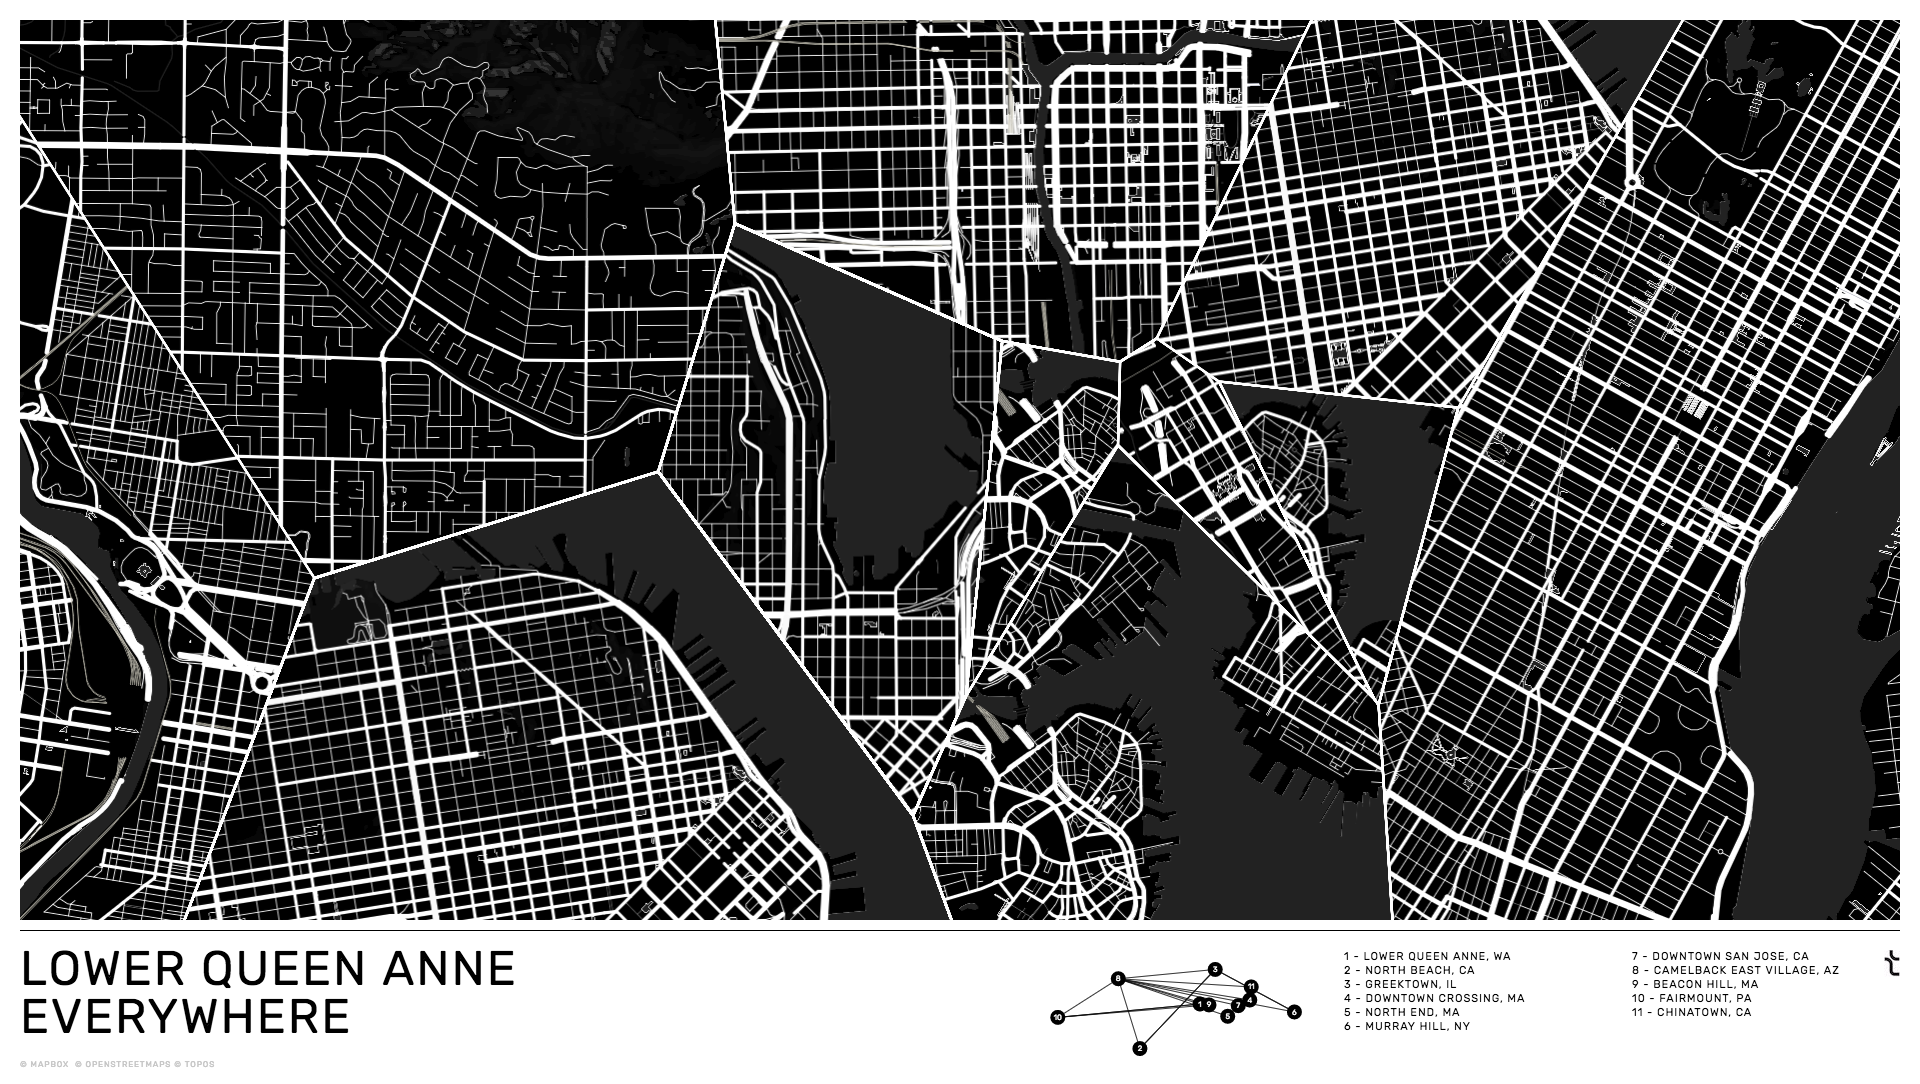 LOWER QUEEN ANNE
EVERYWHERE
© MAPBOX © OPENSTREETMAPS © TOPOS
8
3
11
10
1
9
7
4
5
6
2
1 - LOWER QUEEN ANNE, WA
2 - NORTH BEACH, CA
3 - GREEKTOWN, IL
4 - DOWNTOWN CROSSING, MA
5 - NORTH END, MA
6 - MURRAY HILL, NY
7 - DOWNTOWN SAN JOSE, CA
8 - CAMELBACK EAST VILLAGE, AZ
9 - BEACON HILL, MA
10 - FAIRMOUNT, PA
11 - CHINATOWN, CA
t